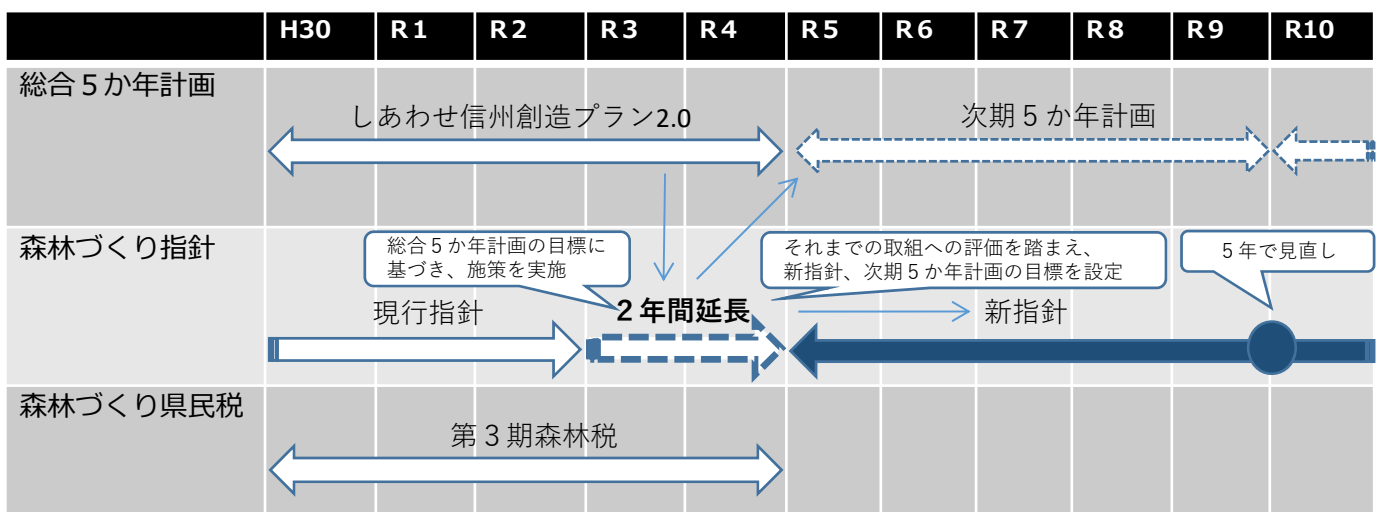 H30 R1 R2 R3 R4 R5 R6 R7 R8 R9 R10
総合５か年計画
しあわせ信州創造プラン2.0
次期５か年計画
森林づくり指針
総合５か年計画の目標に
基づき、施策を実施
それまでの取組への評価を踏まえ、
新指針、次期５か年計画の目標を設定
５年で見直し
現行指針
２年間延長
新指針
森林づくり県民税
第３期森林税